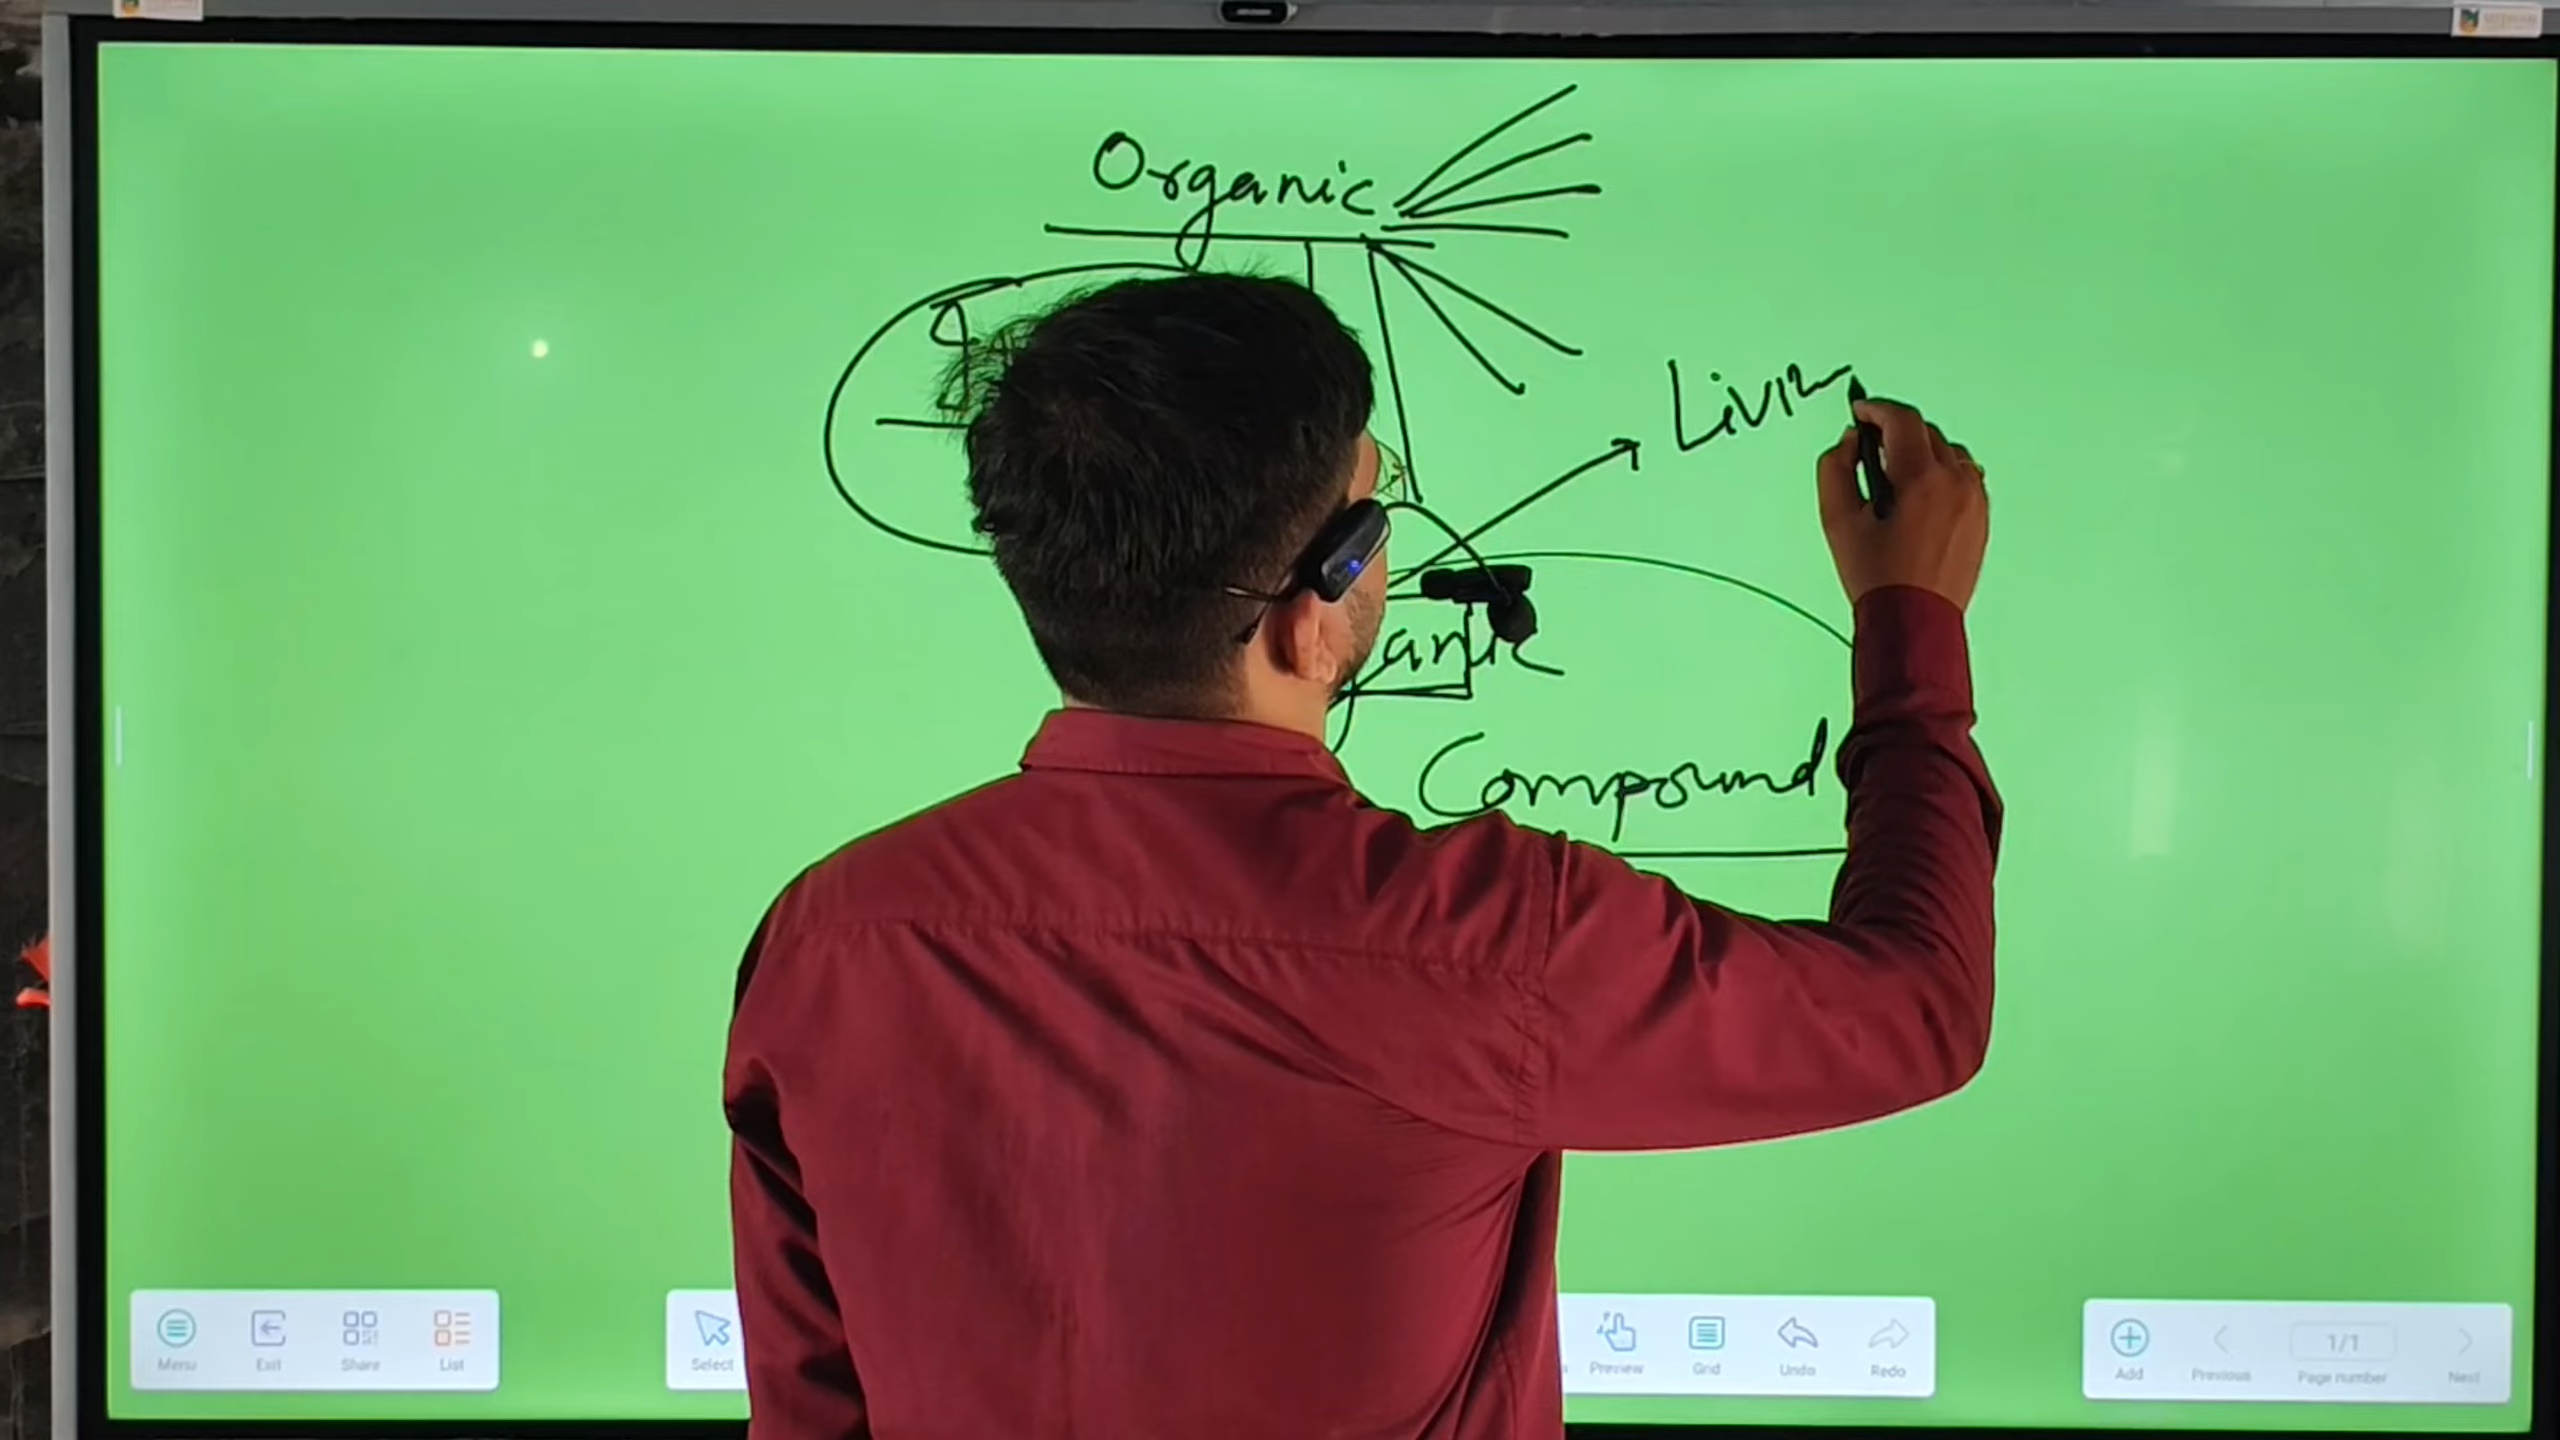 Organic
Livin
anic
Compound
Menu
Exit
Share
List
Select
Preview
Grid
Undo
Redo
Add
Previous
1/1
Page number
Next